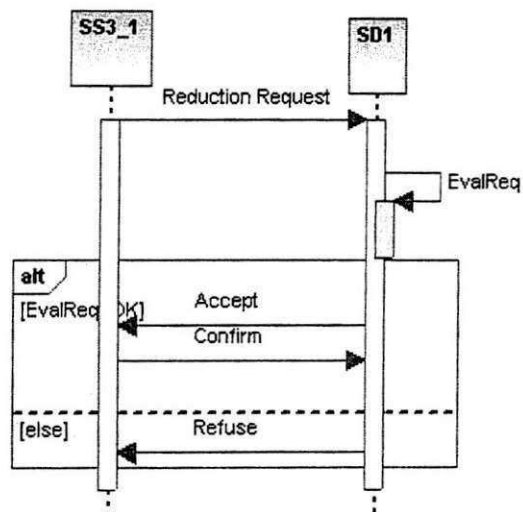 SS3_1
SD1
Reduction Request
EvalReq
alt
[EvalReq OK]
Accept
Confirm
[else]
Refuse